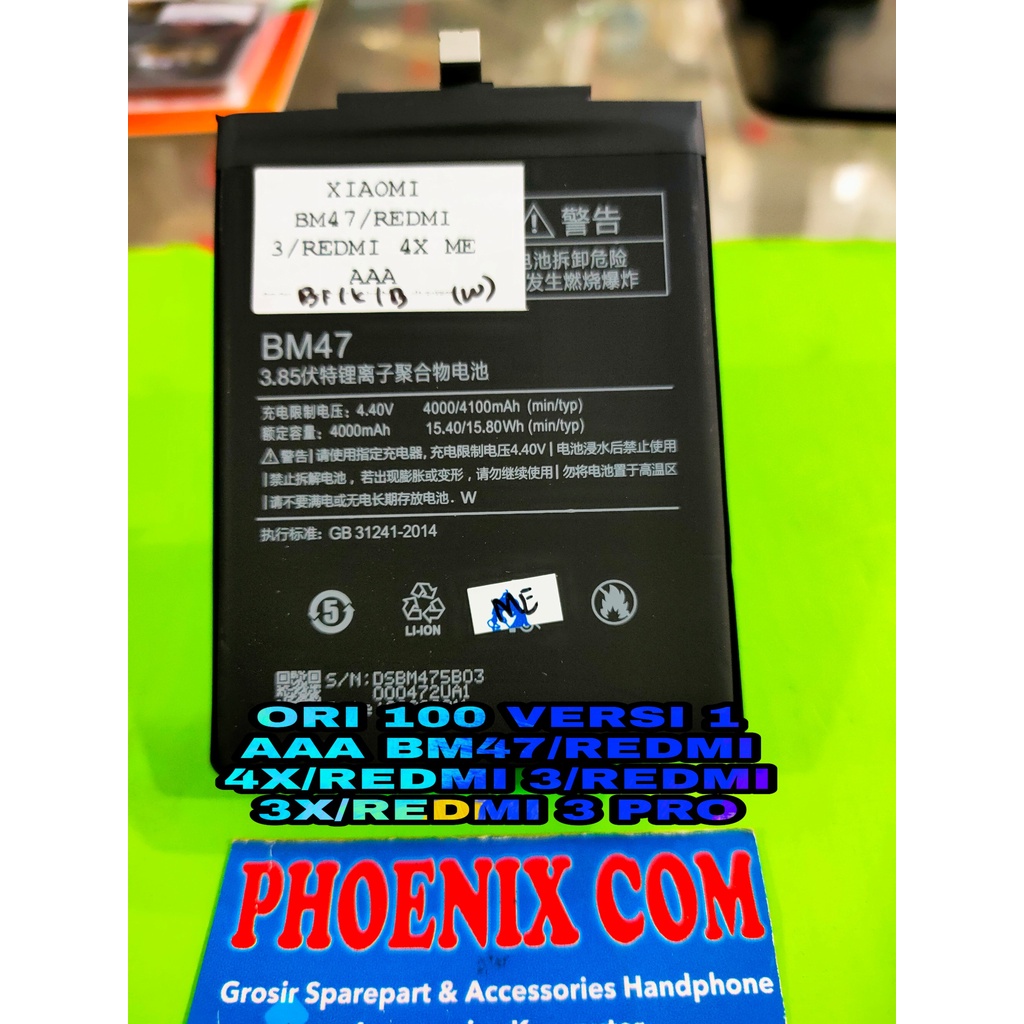 XIAOMI
BM47/REDMI
3/REDMI 4X ME
AAA
(W)
警告
电池拆卸危险
发生燃烧爆炸
BM47
3.85伏特锂离子聚合物电池
充电限制电压: 4.40V 4000/4100mAh (min/typ)
额定容量: 4000mAh 15.40/15.80Wh (min/typ)
警告|请使用指定充电器, 充电限制电压4.40V | 电池浸水后禁止使用
|禁止拆解电池, 若出现膨胀或变形, 请勿继续使用 | 勿将电池置于高温区
|请不要满电或无电长期存放电池. W
执行标准: GB 31241-2014
5
LI-ION
ME
S/N:DSBM475B03
000472UA1
ORI 100 VERSI 1
AAA BM47/REDMI
4X/REDMI 3/REDMI
3X/REDMI 3 PRO
PHOENIX COM
Grosir Sparepart & Accessories Handphone